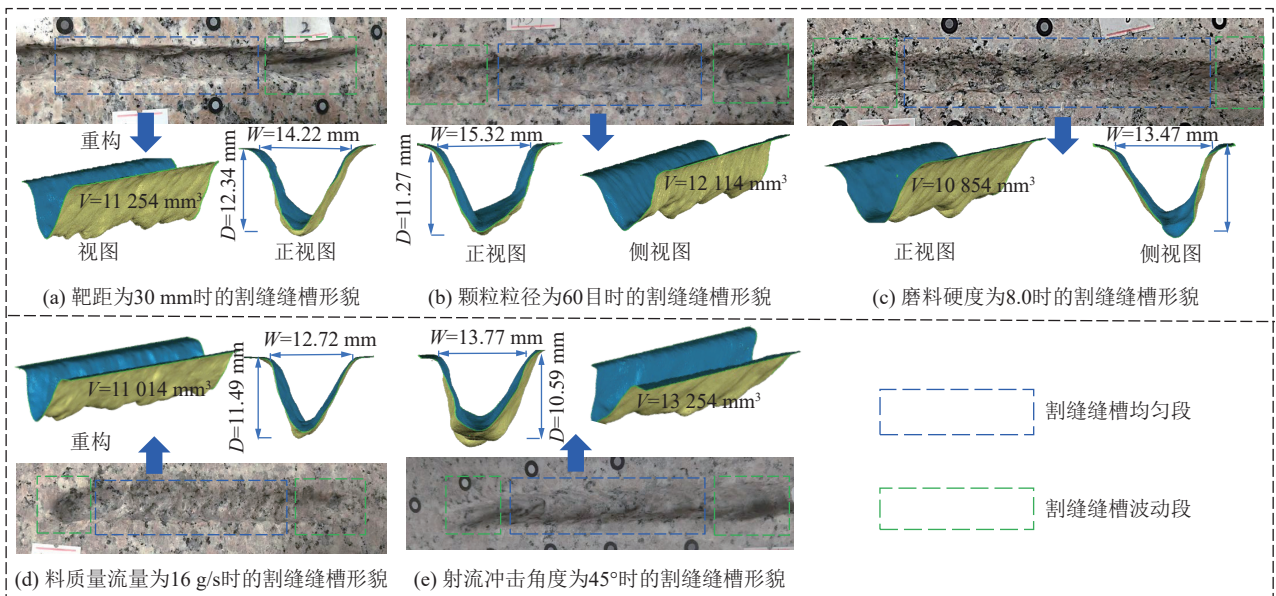 2
重构
W=14.22 mm
D=12.34 mm
V=11 254 mm³
视图
正视图
(a) 靶距为30 mm时的割缝缝槽形貌
W=15.32 mm
D=11.27 mm
V=12 114 mm³
正视图
侧视图
(b) 颗粒粒径为60目时的割缝缝槽形貌
W=13.47 mm
V=10 854 mm³
正视图
侧视图
(c) 磨料硬度为8.0时的割缝缝槽形貌
W=12.72 mm
D=11.49 mm
V=11 014 mm³
重构
(d) 料质量流量为16 g/s时的割缝缝槽形貌
W=13.77 mm
D=10.59 mm
V=13 254 mm³
(e) 射流冲击角度为45°时的割缝缝槽形貌
割缝缝槽均匀段
割缝缝槽波动段